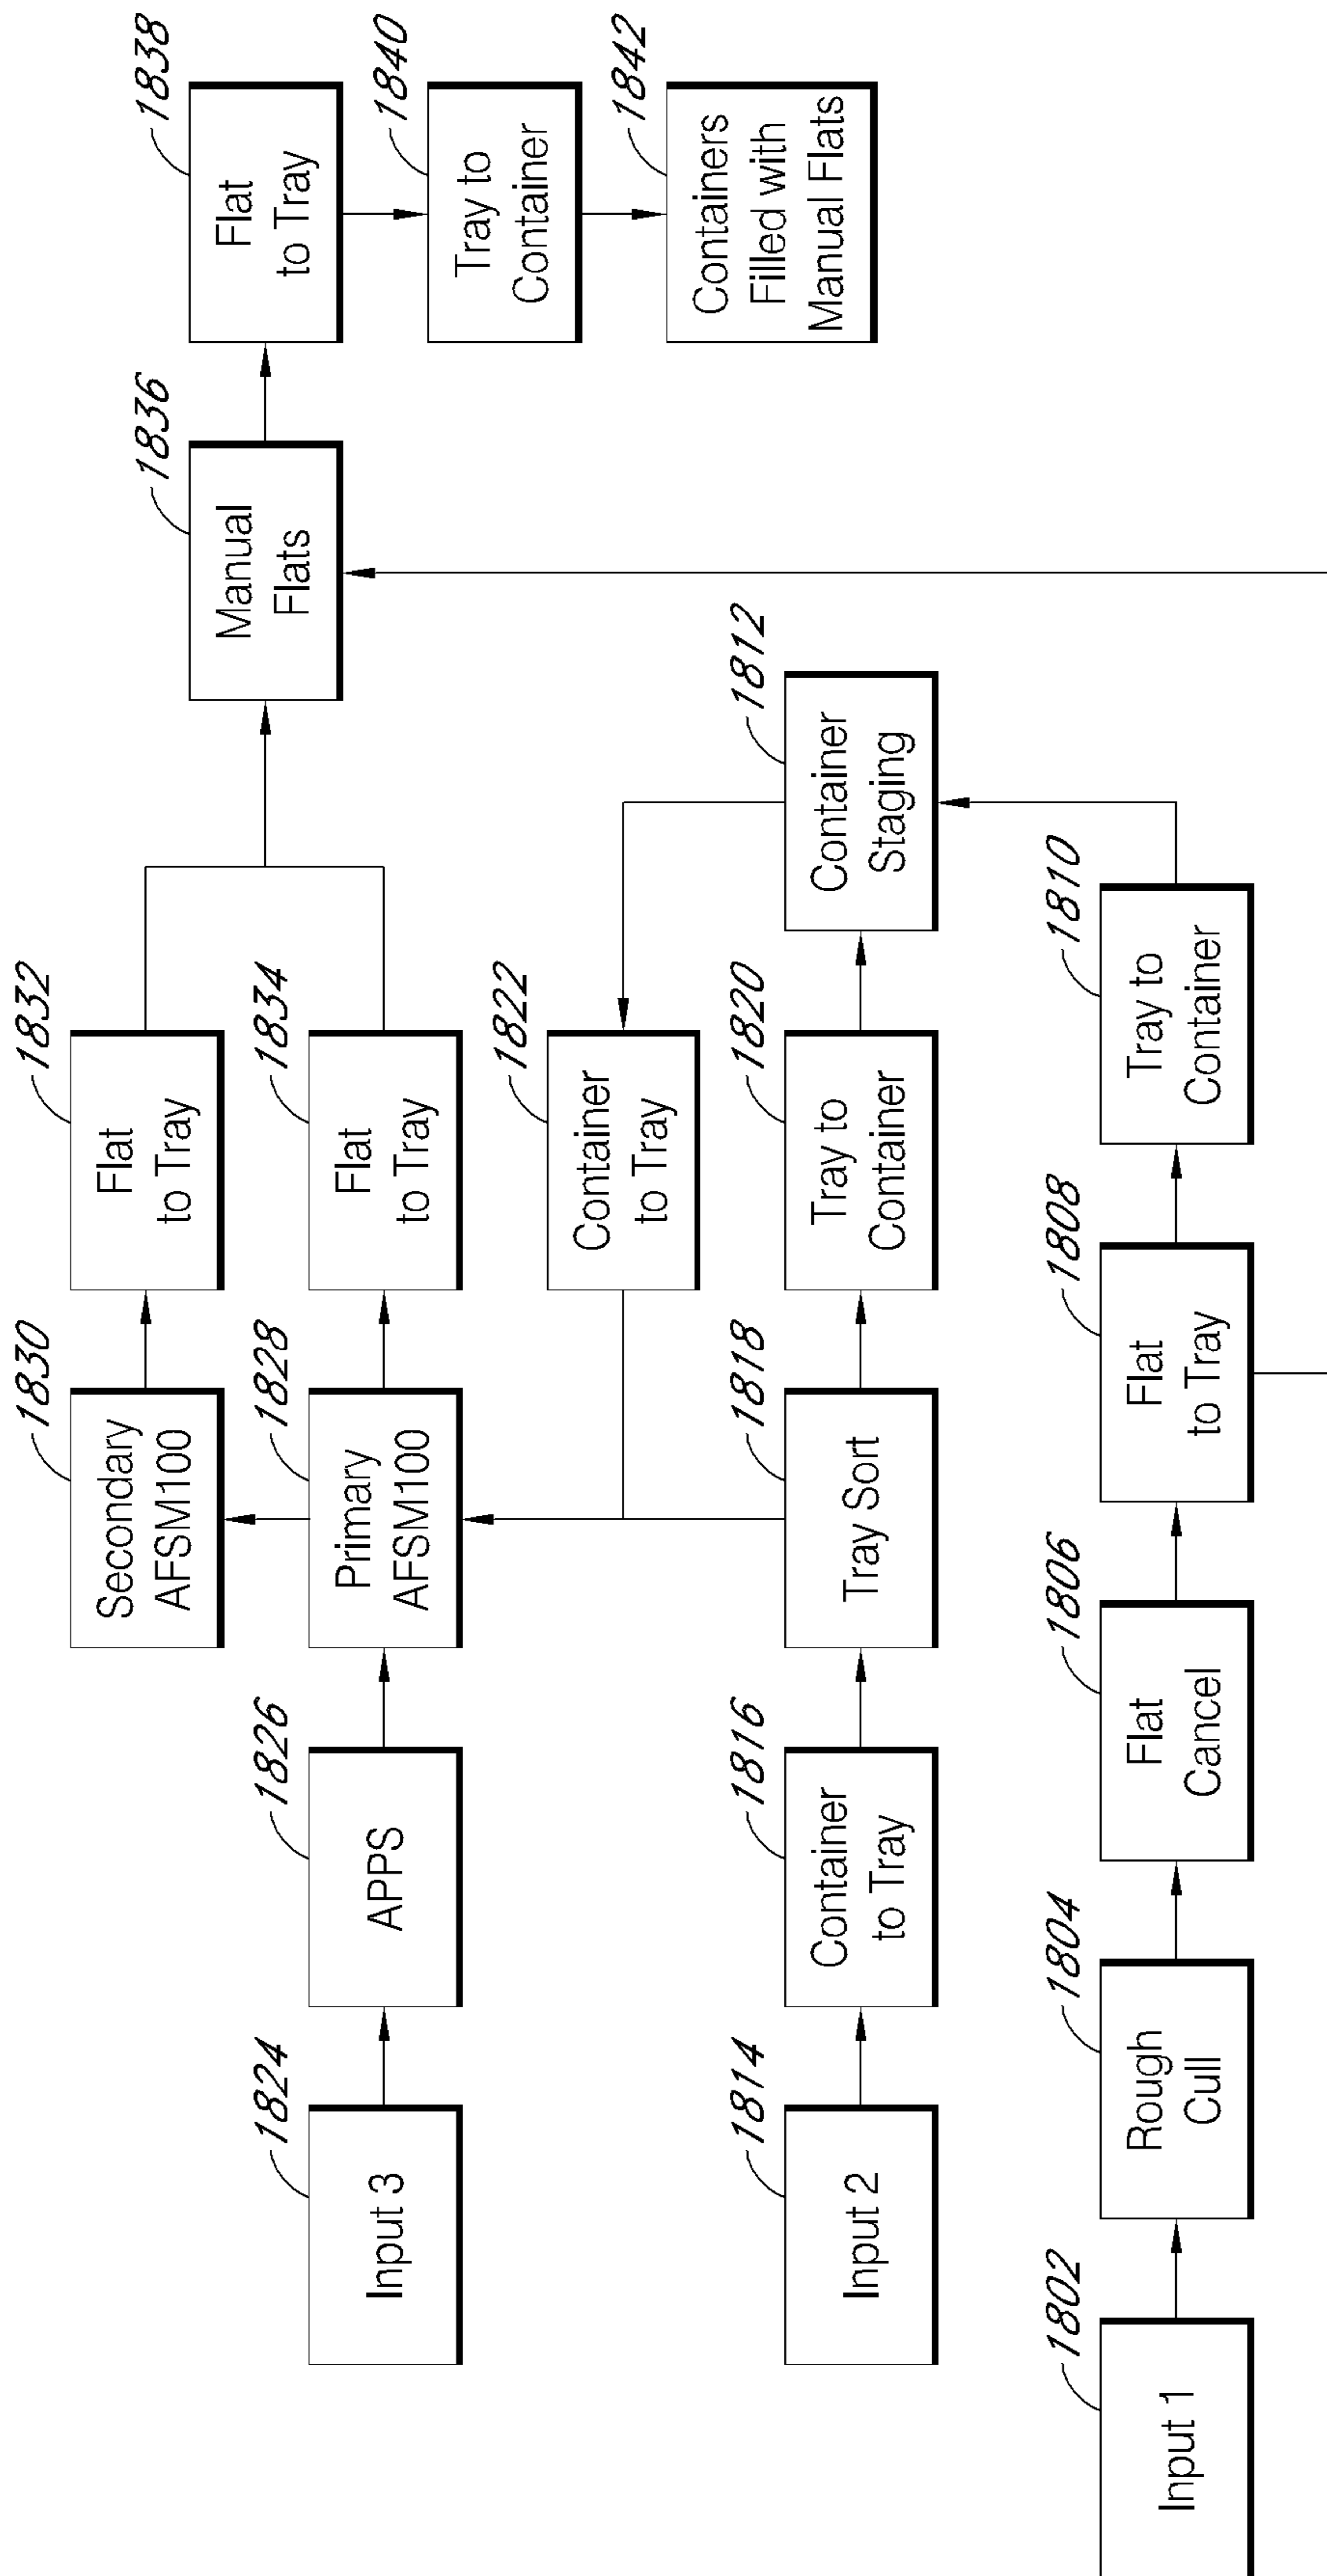 1830
Secondary
AFSM100
1832
Flat
to Tray
1824
Input 3
1826
APPS
1828
Primary
AFSM100
1834
Flat
to Tray
1836
Manual
Flats
1838
Flat
to Tray
1840
Tray to
Container
1842
Containers
Filled with
Manual Flats
1822
Container
to Tray
1814
Input 2
1816
Container
to Tray
1818
Tray Sort
1820
Tray to
Container
1812
Container
Staging
1802
Input 1
1804
Rough
Cull
1806
Flat
Cancel
1808
Flat
to Tray
1810
Tray to
Container